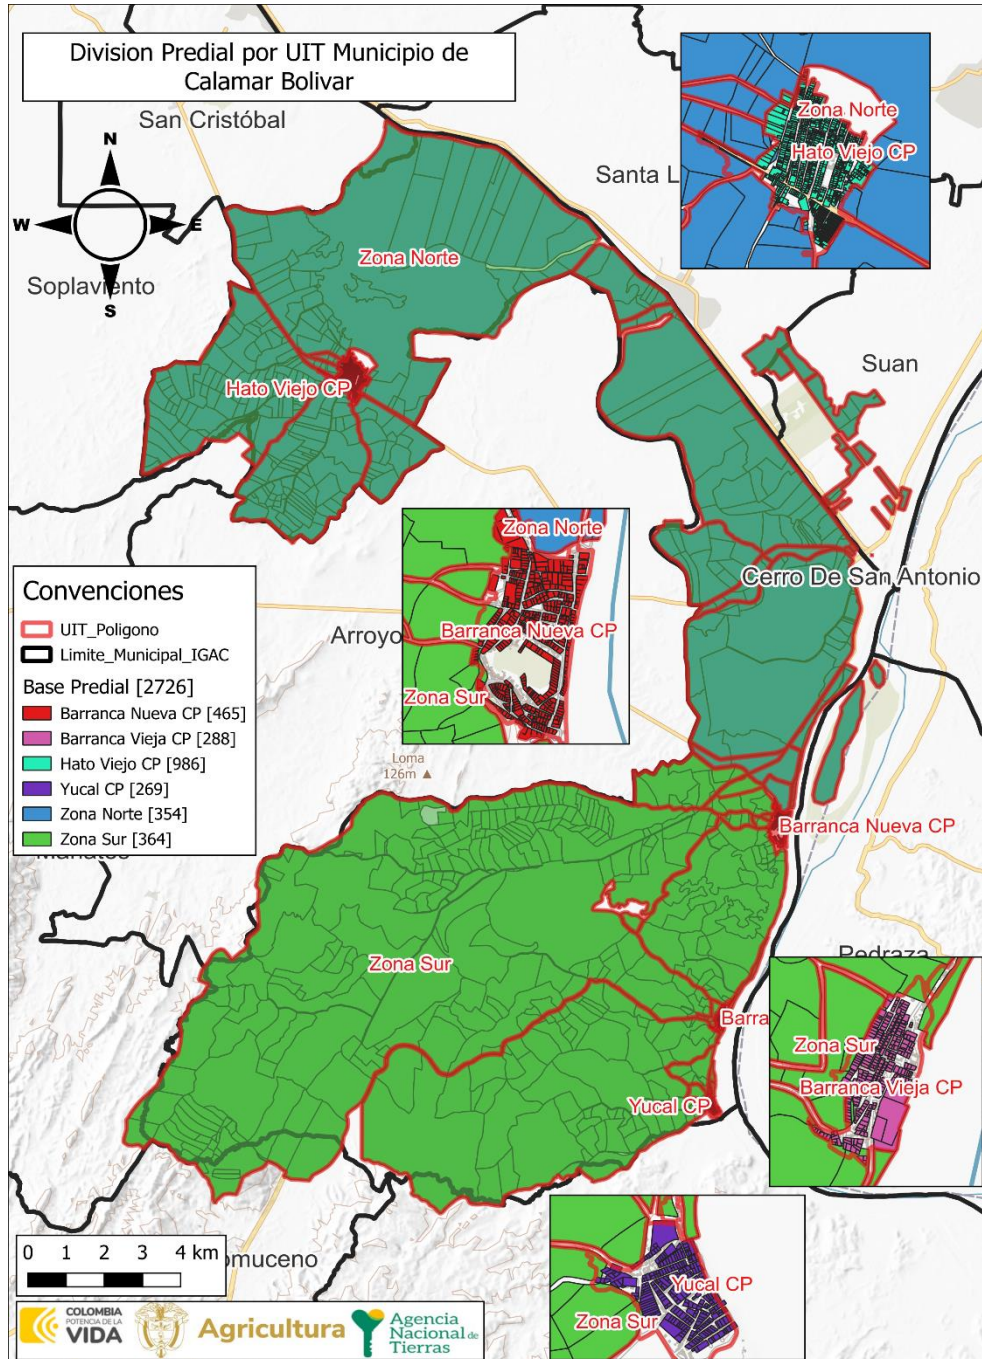 Division Predial por UIT Municipio de
Calamar Bolivar
San Cristóbal
N
W
E
S
Soplaviento
Santa L
Zona Norte
Hato Viejo CP
Zona Norte
Hato Viejo CP
Suan
Zona Norte
Barranca Nueva CP
Zona Sur
Cerro De San Antonio
Arroyo
Convenciones
UIT_Poligono
Limite_Municipal_IGAC
Base Predial [2726]
Barranca Nueva CP [465]
Barranca Vieja CP [288]
Hato Viejo CP [986]
Yucal CP [269]
Zona Norte [354]
Zona Sur [364]
Loma
126m
Barranca Nueva CP
Zona Sur
Pedraza
Barra
Yucal CP
Zona Sur
Barranca Vieja CP
Yucal CP
Zona Sur
0 1 2 3 4 km
omuceno
COLOMBIA
POTENCIA DE LA
VIDA
Agricultura
Agencia
Nacional de
Tierras